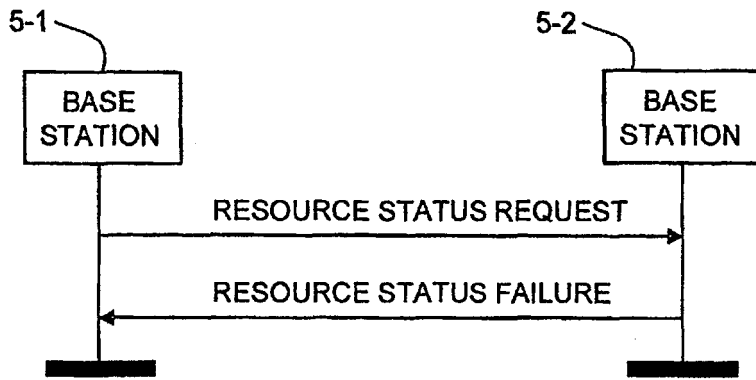 5-1
5-2
BASE
STATION
BASE
STATION
RESOURCE STATUS REQUEST
RESOURCE STATUS FAILURE